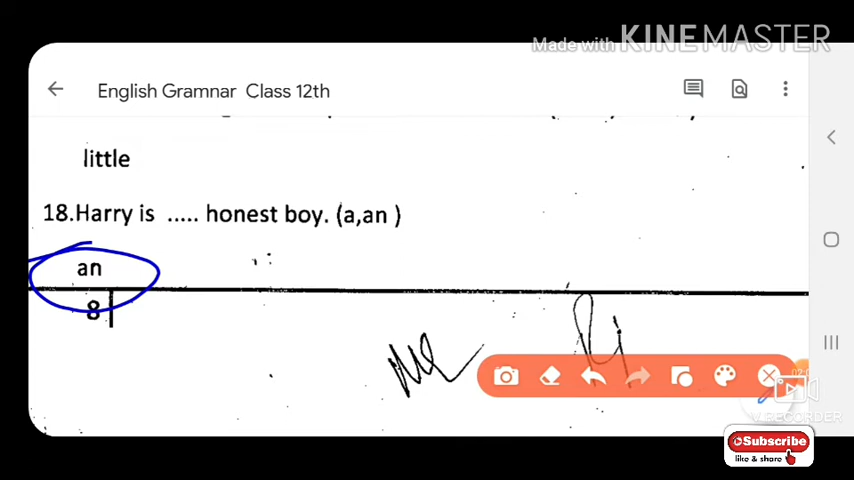 Made with KINEMASTER
English Gramnar Class 12th
little
18.Harry is ..... honest boy. (a,an )
an
8
V RECORDER
Subscribe
like & share